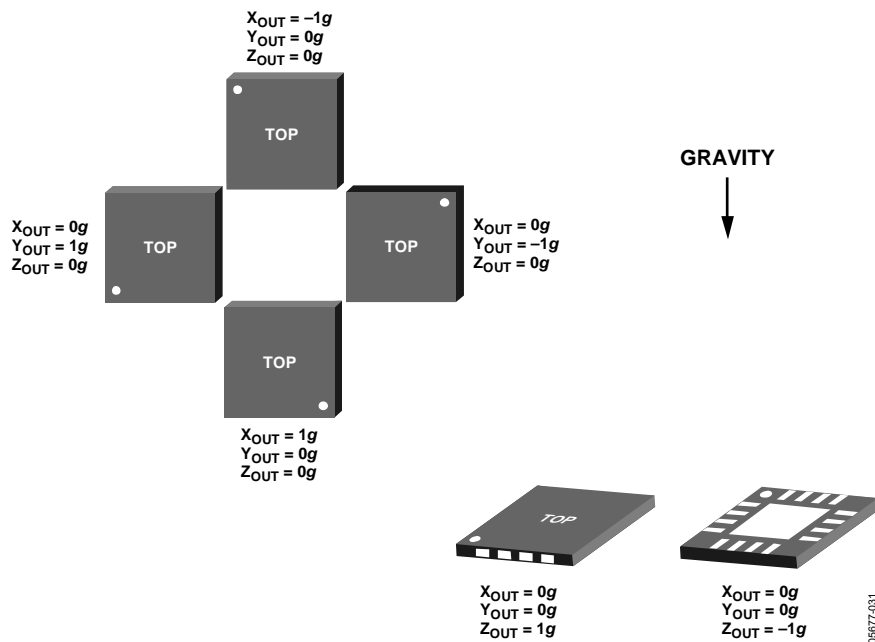 XOUT = –1g
YOUT = 0g
ZOUT = 0g
TOP
GRAVITY
XOUT = 0g
YOUT = 1g
ZOUT = 0g
TOP
TOP
XOUT = 0g
YOUT = –1g
ZOUT = 0g
TOP
XOUT = 1g
YOUT = 0g
ZOUT = 0g
TOP
XOUT = 0g
YOUT = 0g
ZOUT = 1g
XOUT = 0g
YOUT = 0g
ZOUT = –1g
05677-031